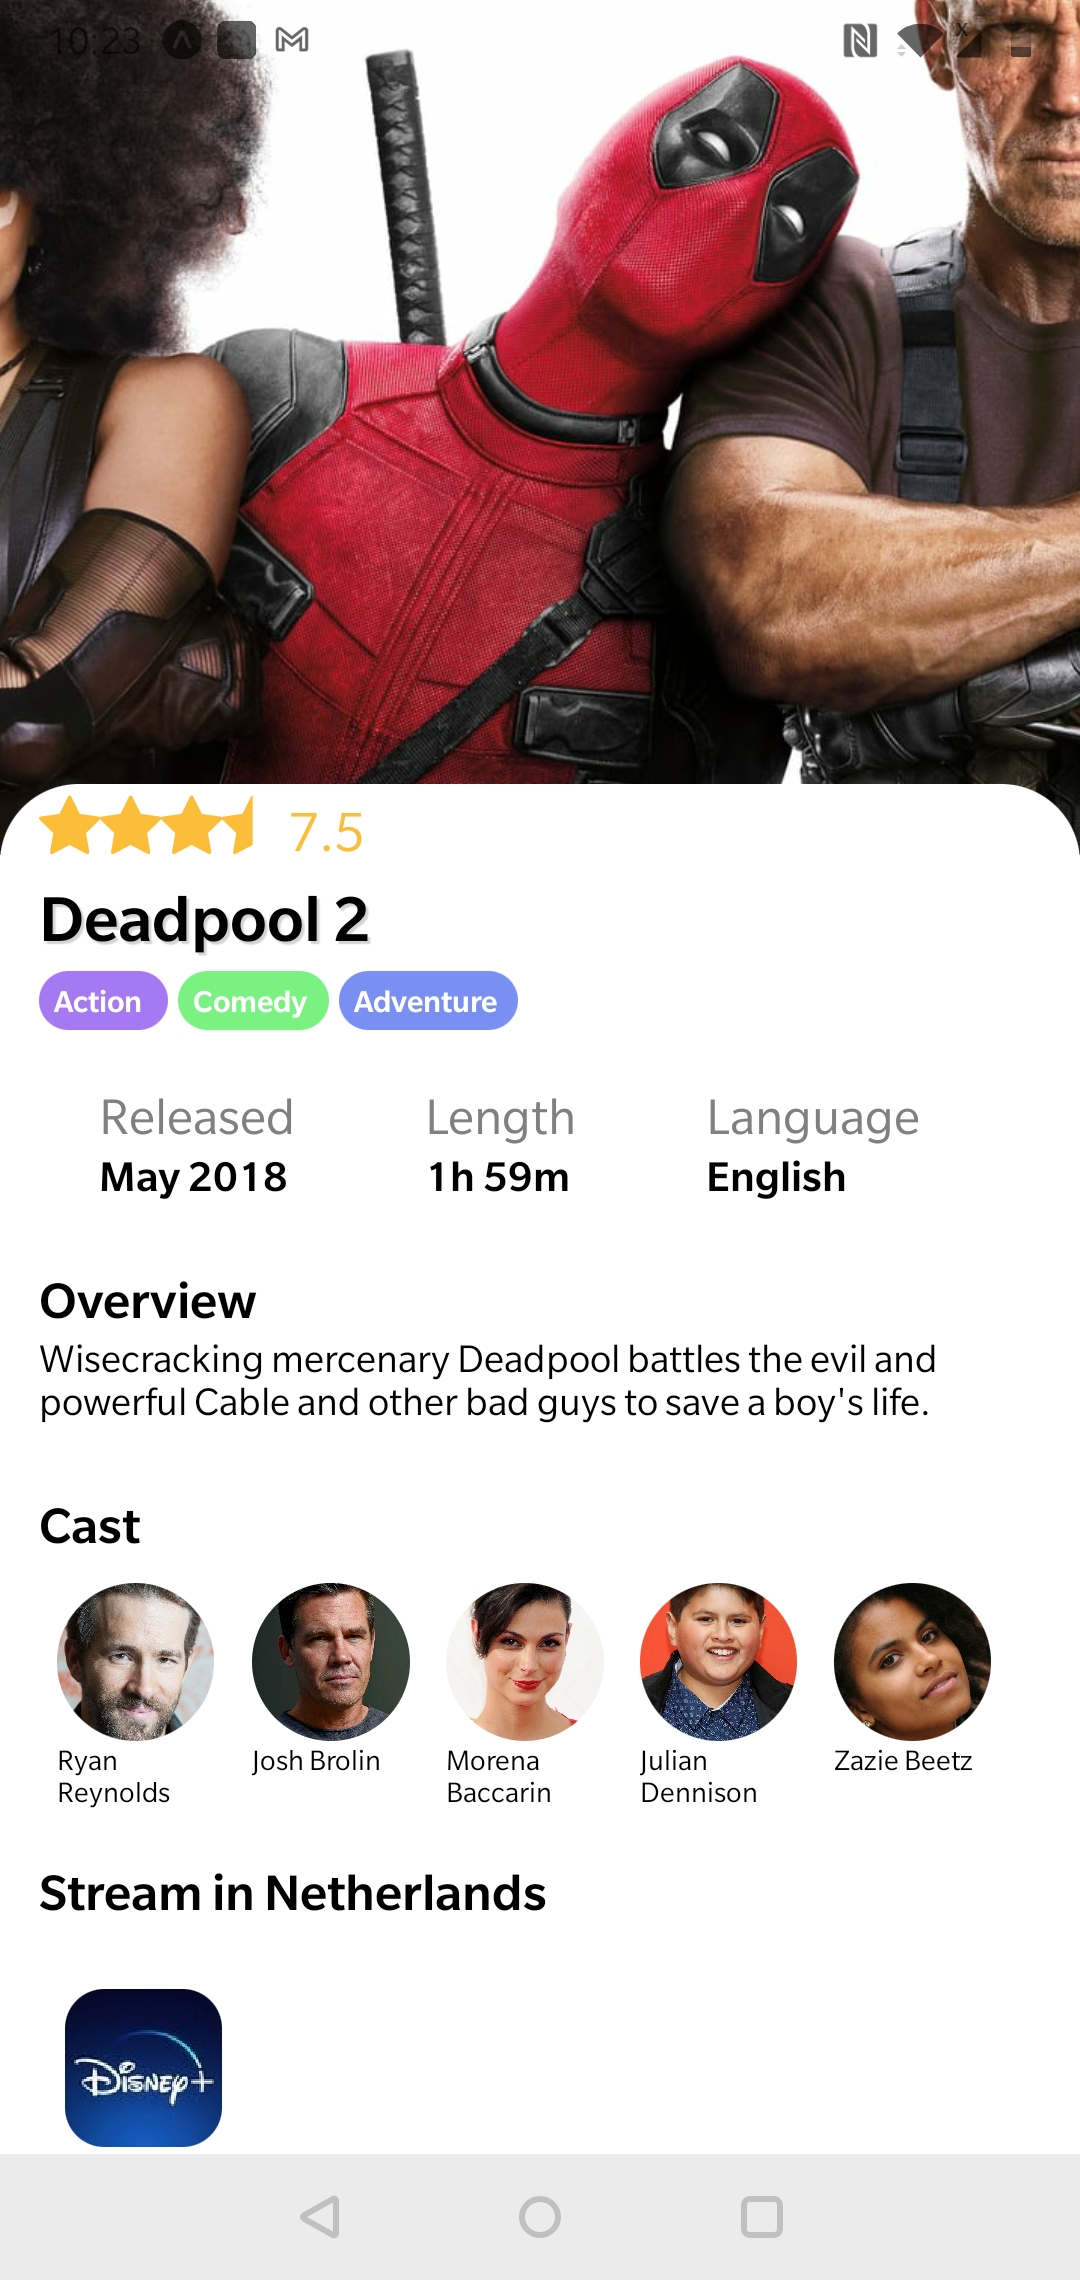 10:23
7.5
Deadpool 2
Action Comedy Adventure
Released Length Language
May 2018 1h 59m English
Overview
Wisecracking mercenary Deadpool battles the evil and
powerful Cable and other bad guys to save a boy's life.
Cast
Ryan
Reynolds
Josh Brolin
Morena
Baccarin
Julian
Dennison
Zazie Beetz
Stream in Netherlands
Disney+